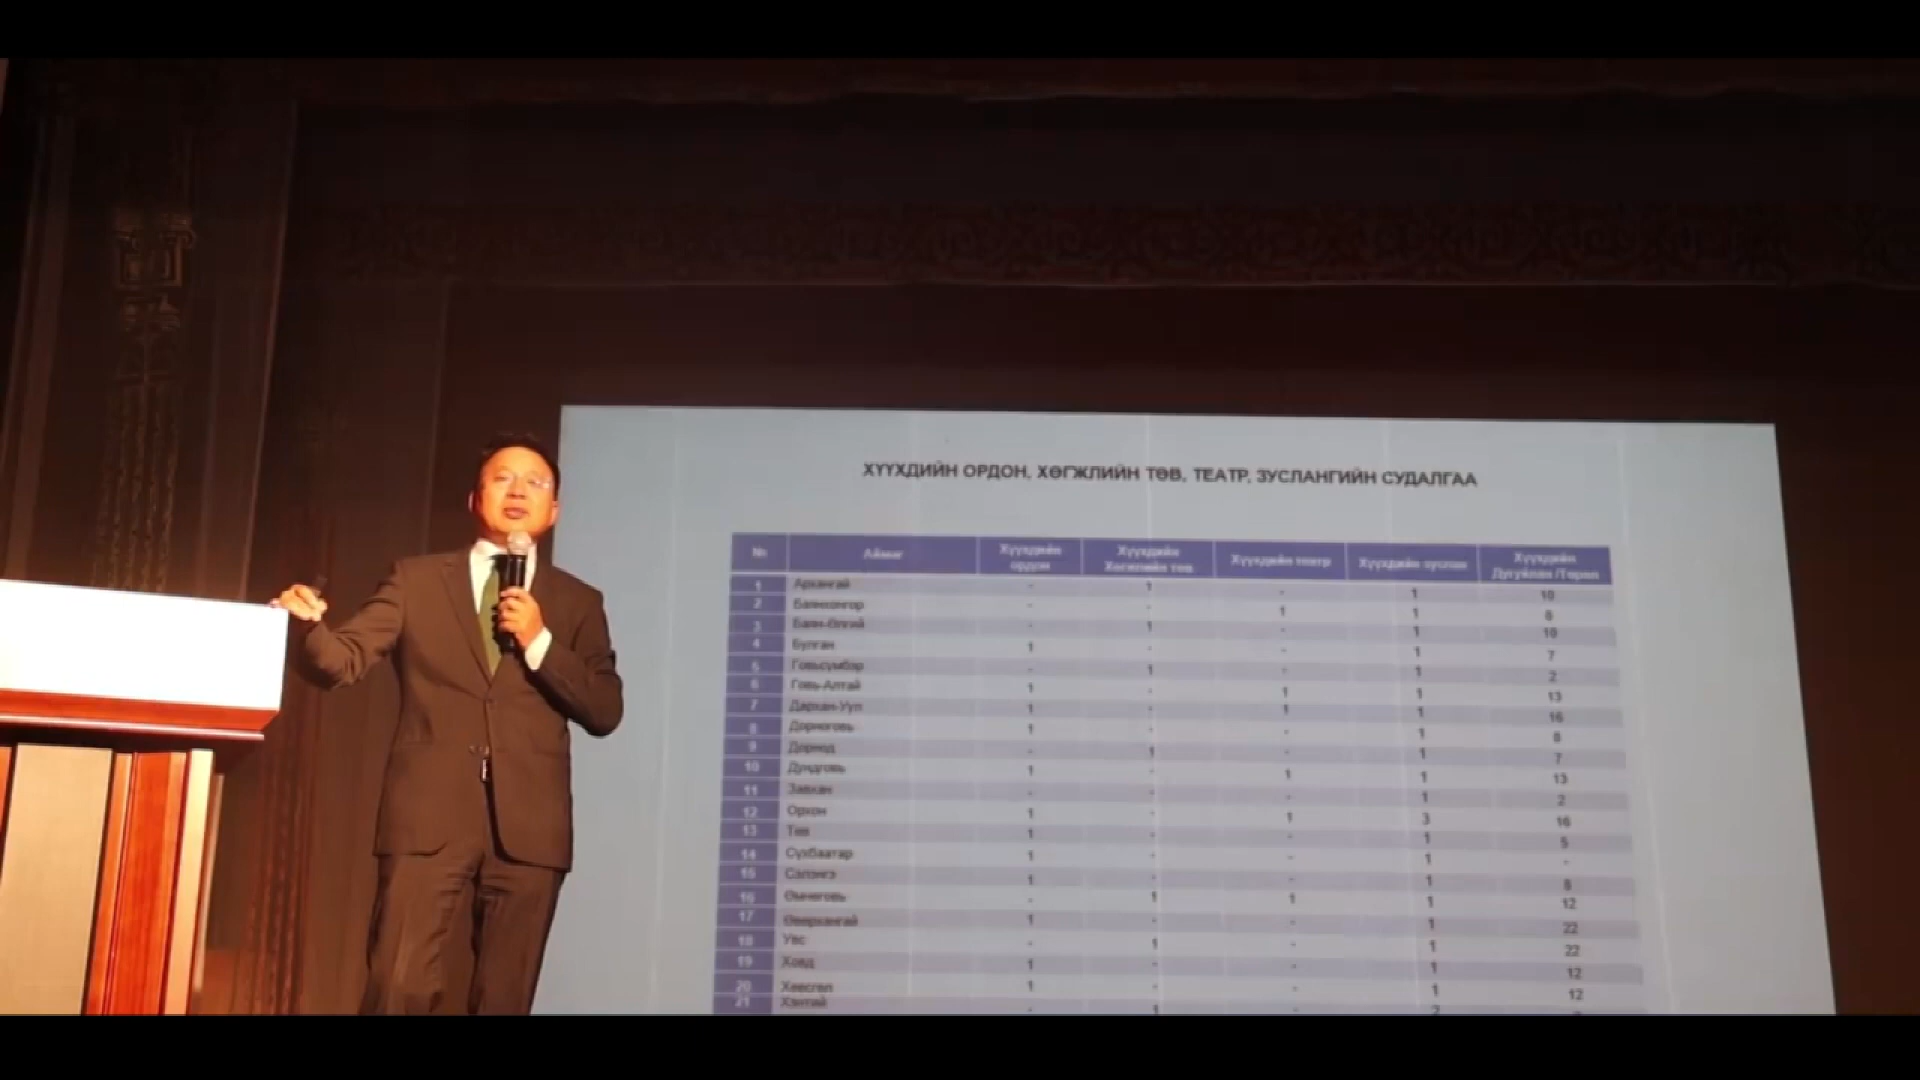 ХҮҮХДИЙН ОРДОН, ХӨГЖЛИЙН ТӨВ, ТЕАТР, ЗУСЛАНГИЙН СУДАЛГАА
№ Аймаг Хүүхдийн ордон Хүүхдийн Хөгжлийн төв Хүүхдийн театр Хүүхдийн зуслан Хүүхдийн Дугуйлан /Төрөл
1 Архангай - 1 - 1 10
2 Баянхонгор - - 1 1 6
3 Баян-Өлгий - 1 - 1 10
4 Булган 1 - - 1 7
5 Говьсүмбэр - 1 - 1 2
6 Говь-Алтай 1 - 1 1 13
7 Дархан-Уул 1 - 1 1 16
8 Дорноговь 1 - - 1 8
9 Дорнод - 1 - 1 7
10 Дундговь 1 - 1 1 13
11 Завхан - - - 1 2
12 Орхон 1 - 1 3 16
13 Төв 1 - - 1 5
14 Сүхбаатар 1 - - 1 -
15 Сэлэнгэ 1 - - 1 8
16 Өмнөговь - 1 1 1 12
17 Өвөрхангай 1 - - 1 22
18 Увс - 1 - 1 22
19 Ховд 1 - - 1 12
20 Хөвсгөл 1 - - 1 12
21 Хэнтий - 1 - 2